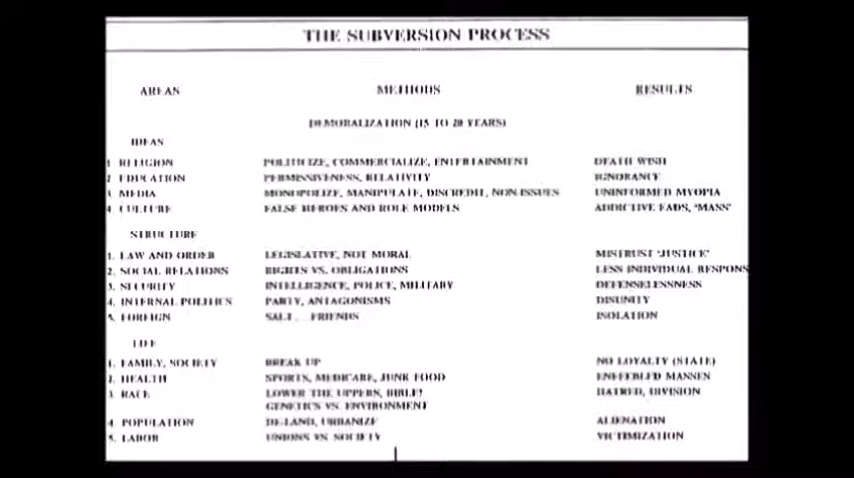 THE SUBVERSION PROCESS
AREAS METHODS RESULTS
DEMORALIZATION (15 TO 20 YEARS)
IDEAS
1 RELIGION POLITICIZE, COMMERCIALIZE, ENTERTAINMENT DEATH WISH
2 EDUCATION PERMISSIVENESS, RELATIVITY IGNORANCE
3 MEDIA MONOPOLIZE, MANIPULATE, DISCREDIT, NON-ISSUES UNINFORMED MYOPIA
4. CULTURE FALSE HEROES AND ROLE MODELS ADDICTIVE FADS, 'MASS'
STRUCTURE
1. LAW AND ORDER LEGISLATIVE, NOT MORAL MISTRUST 'JUSTICE'
2. SOCIAL RELATIONS RIGHTS VS. OBLIGATIONS LESS INDIVIDUAL RESPONS
3. SECURITY INTELLIGENCE, POLICE, MILITARY DEFENSELESSNESS
4. INTERNAL POLITICS PARTY, ANTAGONISMS DISUNITY
5. FOREIGN SALT... FRIENDS ISOLATION
LIFE
1. FAMILY, SOCIETY BREAK UP NO LOYALTY (STATE)
2. HEALTH SPORTS, MEDICARE, JUNK FOOD ENFEEBLED MASSES
3. RACE LOWER THE UPPERS, BIBLE? HATRED, DIVISION
GENETICS VS. ENVIRONMENT
4. POPULATION DE-LAND, URBANIZE ALIENATION
5. LABOR UNIONS VS. SOCIETY VICTIMIZATION